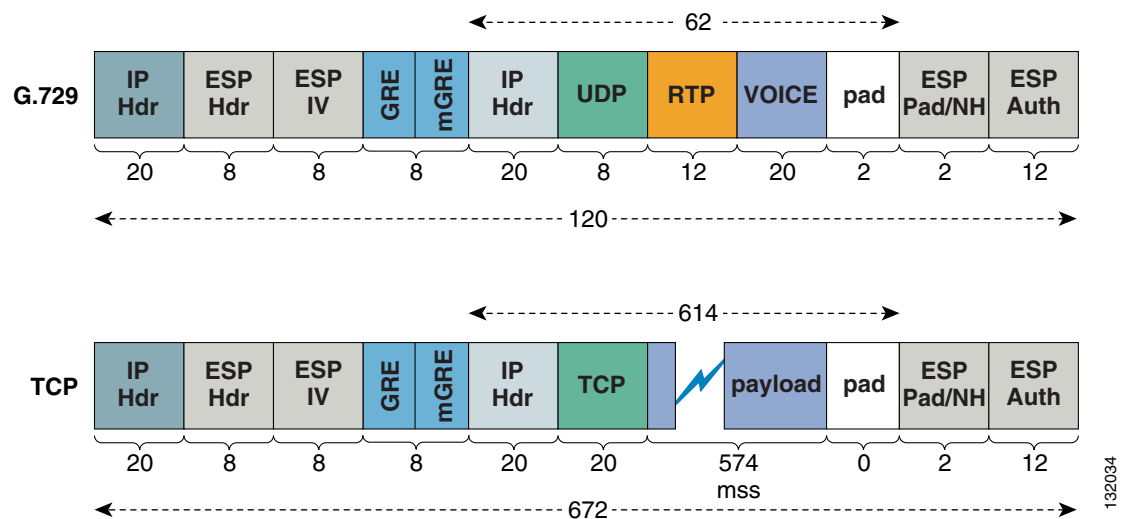 62
G.729
IP Hdr
ESP Hdr
ESP IV
GRE
mGRE
IP Hdr
UDP
RTP
VOICE
pad
ESP Pad/NH
ESP Auth
20 8 8 8 20 8 12 20 2 2 12
120
614
TCP
IP Hdr
ESP Hdr
ESP IV
GRE
mGRE
IP Hdr
TCP
payload
pad
ESP Pad/NH
ESP Auth
20 8 8 8 20 20 574 0 2 12
mss
672
132034